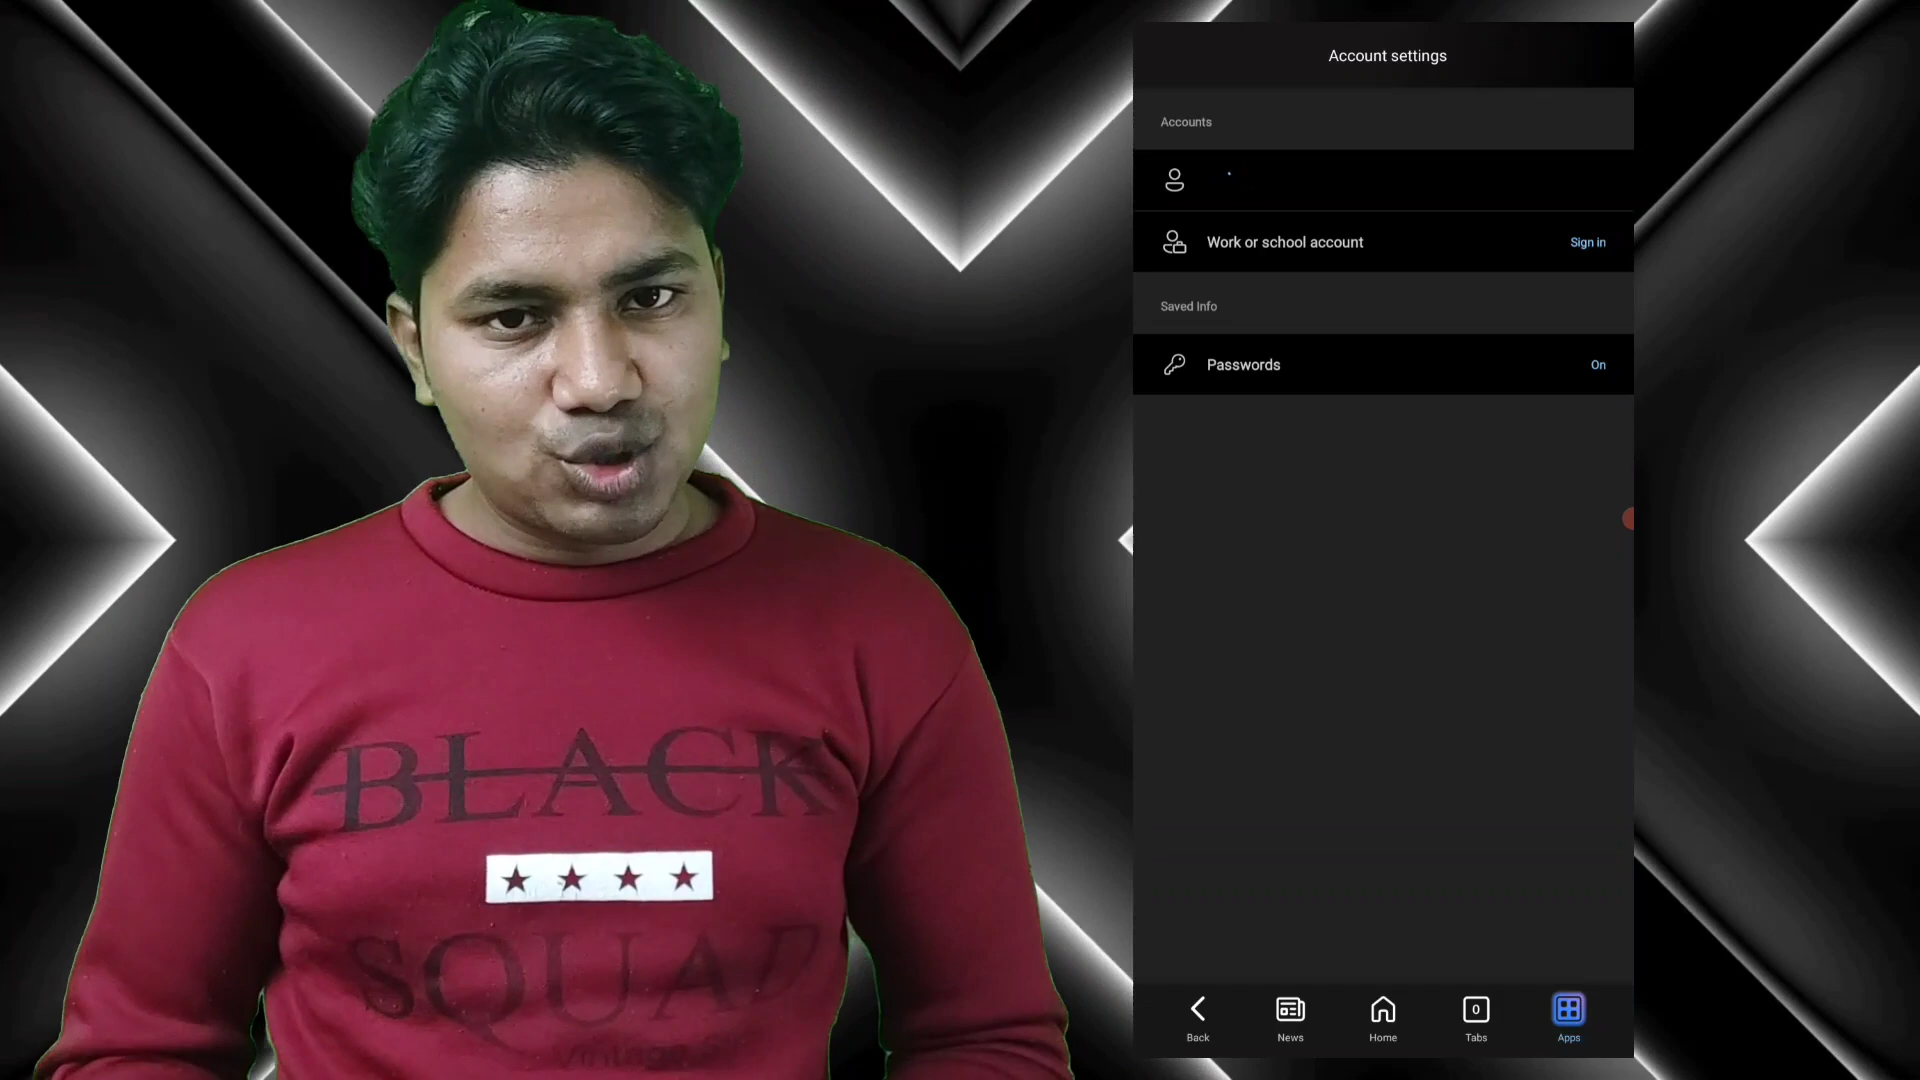 Account settings
Accounts
Work or school account
Sign in
Saved Info
Passwords
On
0
Back
News
Home
Tabs
Apps
BLACK
SQUAD